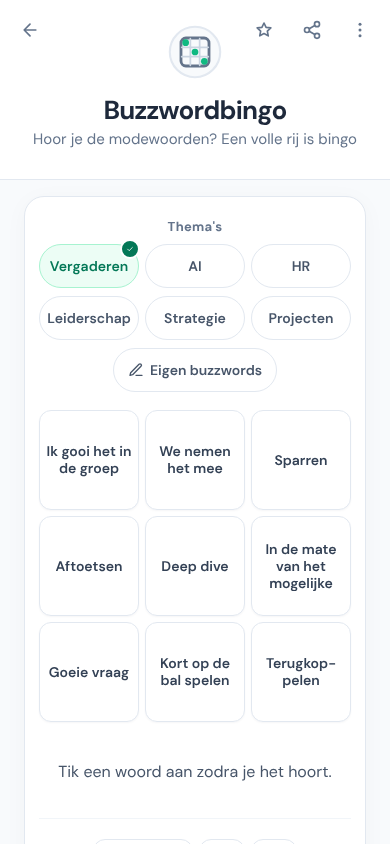 Buzzwordbingo
Hoor je de modewoorden? Een volle rij is bingo
Thema's
Vergaderen
AI
HR
Leiderschap
Strategie
Projecten
Eigen buzzwords
Ik gooi het in
de groep
We nemen
het mee
Sparren
Aftoetsen
Deep dive
In de mate
van het
mogelijke
Goeie vraag
Kort op de
bal spelen
Terugkop-
pelen
Tik een woord aan zodra je het hoort.